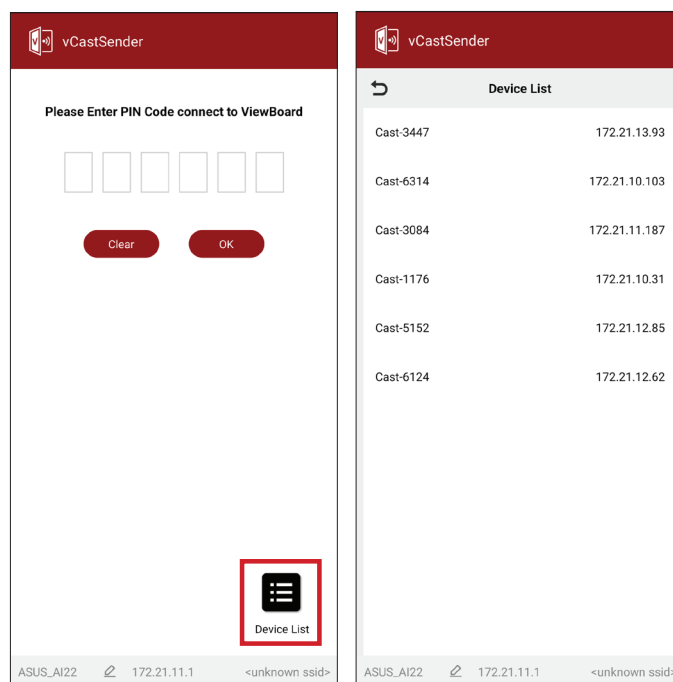 vCastSender
Please Enter PIN Code connect to ViewBoard
Clear OK
Device List
ASUS_AI22 172.21.11.1 <unknown ssid>
vCastSender
Device List
Cast-3447 172.21.13.93
Cast-6314 172.21.10.103
Cast-3084 172.21.11.187
Cast-1176 172.21.10.31
Cast-5152 172.21.12.85
Cast-6124 172.21.12.62
ASUS_AI22 172.21.11.1 <unknown ssid>